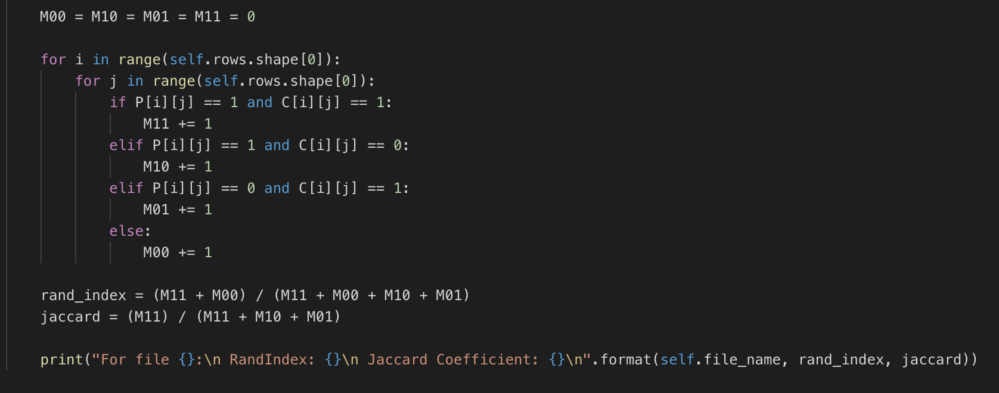 M00 = M10 = M01 = M11 = 0
for i in range(self.rows.shape[0]):
for j in range(self.rows.shape[0]):
if P[i][j] == 1 and C[i][j] == 1:
M11 += 1
elif P[i][j] == 1 and C[i][j] == 0:
M10 += 1
elif P[i][j] == 0 and C[i][j] == 1:
M01 += 1
else:
M00 += 1
rand_index = (M11 + M00) / (M11 + M00 + M10 + M01)
jaccard = (M11) / (M11 + M10 + M01)
print("For file {}:\n RandIndex: {}\n Jaccard Coefficient: {}\n".format(self.file_name, rand_index, jaccard))